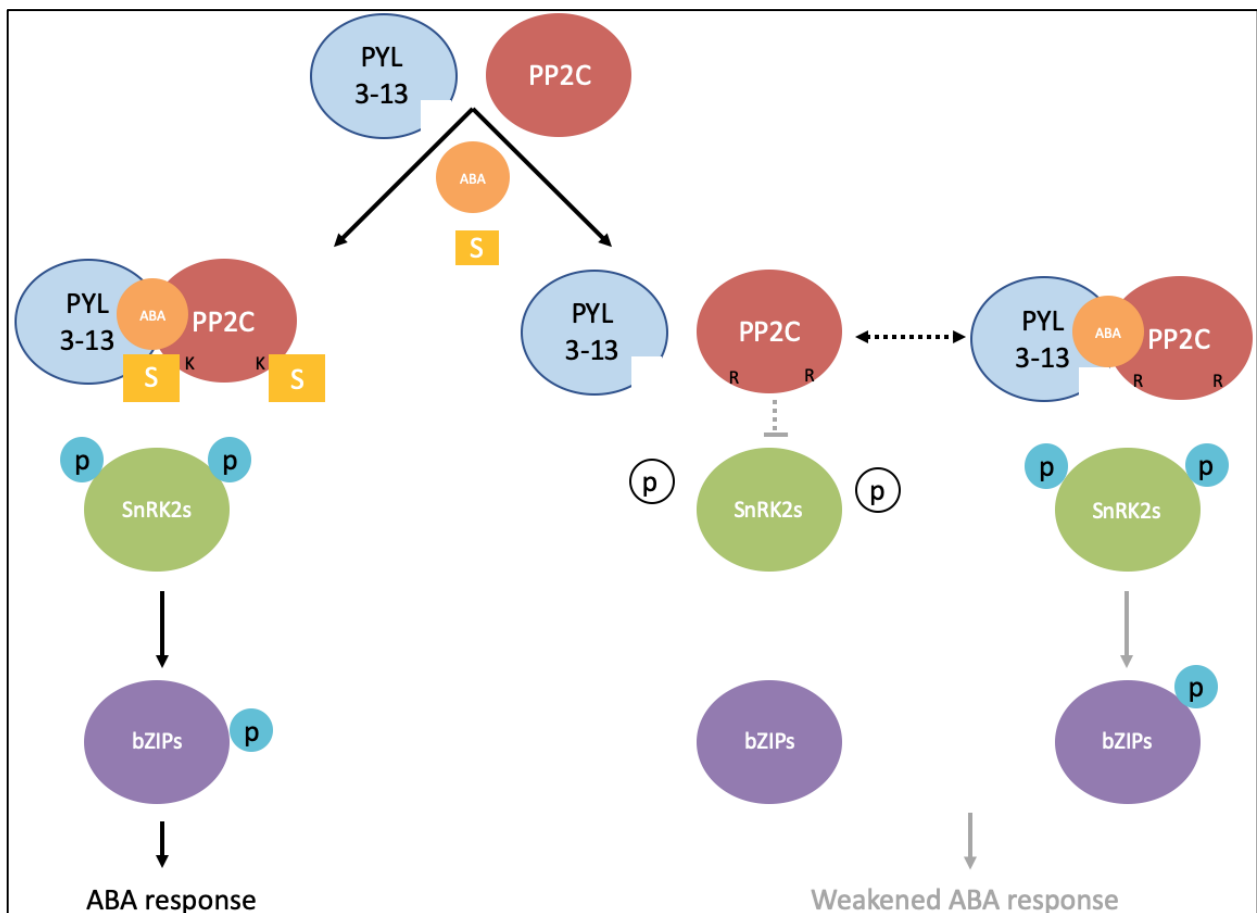 PYL
3-13
PP2C
ABA
S
PYL
3-13
ABA
PP2C
S
K
K
S
PYL
3-13
PP2C
R
R
PYL
3-13
ABA
PP2C
R
R
p
p
SnRK2s
p
p
SnRK2s
p
p
SnRK2s
bZIPs
p
bZIPs
p
bZIPs
ABA response
Weakened ABA response